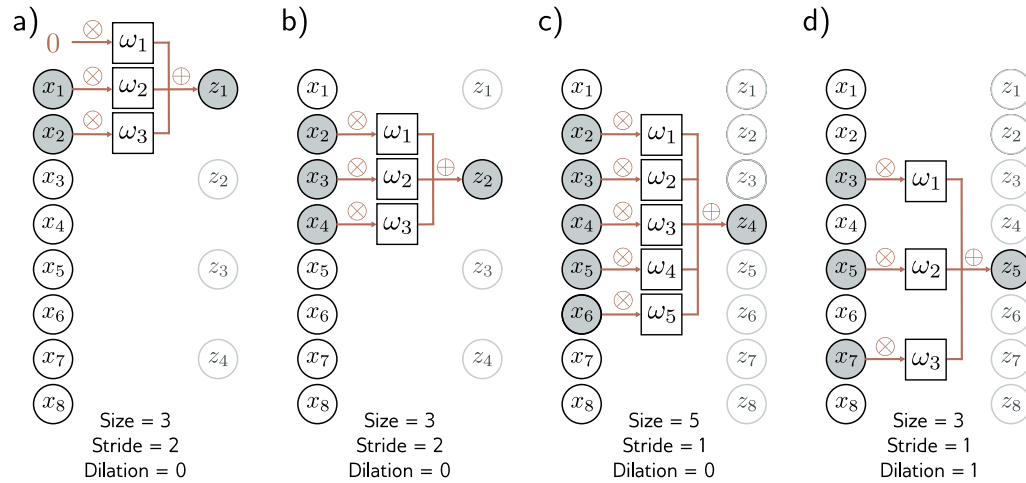 a)
0
ω₁
x₁
ω₂
z₁
x₂
ω₃
x₃
z₂
x₄
x₅
z₃
x₆
x₇
z₄
x₈
Size = 3
Stride = 2
Dilation = 0
b)
x₁
z₁
x₂
ω₁
x₃
ω₂
z₂
x₄
ω₃
x₅
z₃
x₆
x₇
z₄
x₈
Size = 3
Stride = 2
Dilation = 0
c)
x₁
z₁
x₂
ω₁
z₂
x₃
ω₂
z₃
x₄
ω₃
z₄
x₅
ω₄
z₅
x₆
ω₅
z₆
x₇
z₇
x₈
z₈
Size = 5
Stride = 1
Dilation = 0
d)
x₁
z₁
x₂
z₂
x₃
ω₁
z₃
x₄
z₄
x₅
ω₂
z₅
x₆
z₆
x₇
ω₃
z₇
x₈
z₈
Size = 3
Stride = 1
Dilation = 1